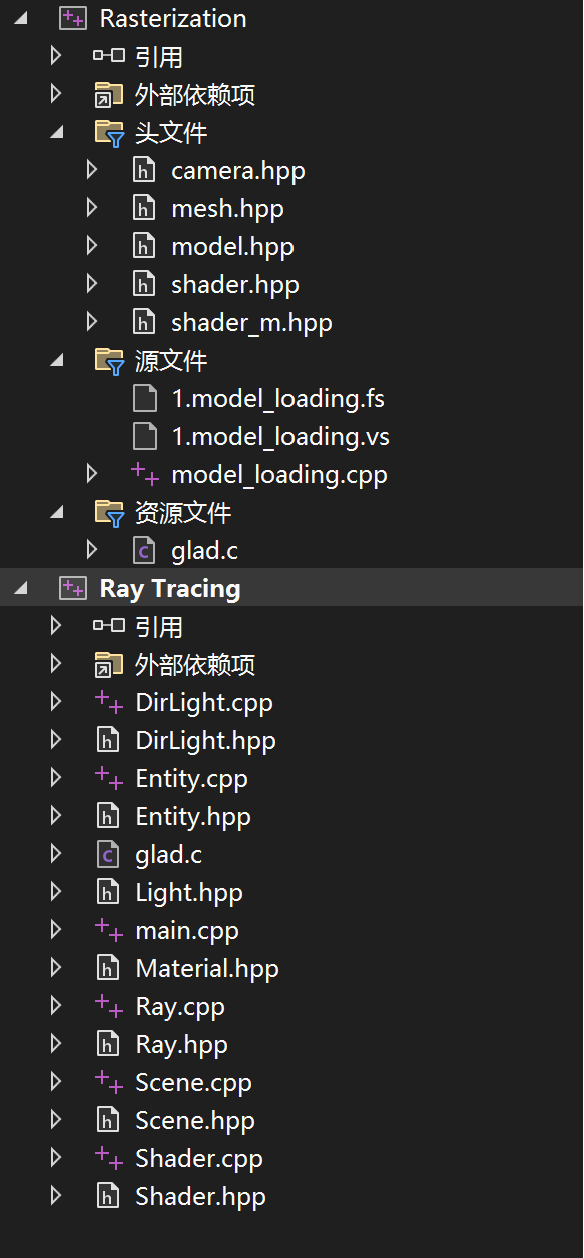 Rasterization
引用
外部依赖项
头文件
camera.hpp
mesh.hpp
model.hpp
shader.hpp
shader_m.hpp
源文件
1.model_loading.fs
1.model_loading.vs
model_loading.cpp
资源文件
glad.c
Ray Tracing
引用
外部依赖项
DirLight.cpp
DirLight.hpp
Entity.cpp
Entity.hpp
glad.c
Light.hpp
main.cpp
Material.hpp
Ray.cpp
Ray.hpp
Scene.cpp
Scene.hpp
Shader.cpp
Shader.hpp